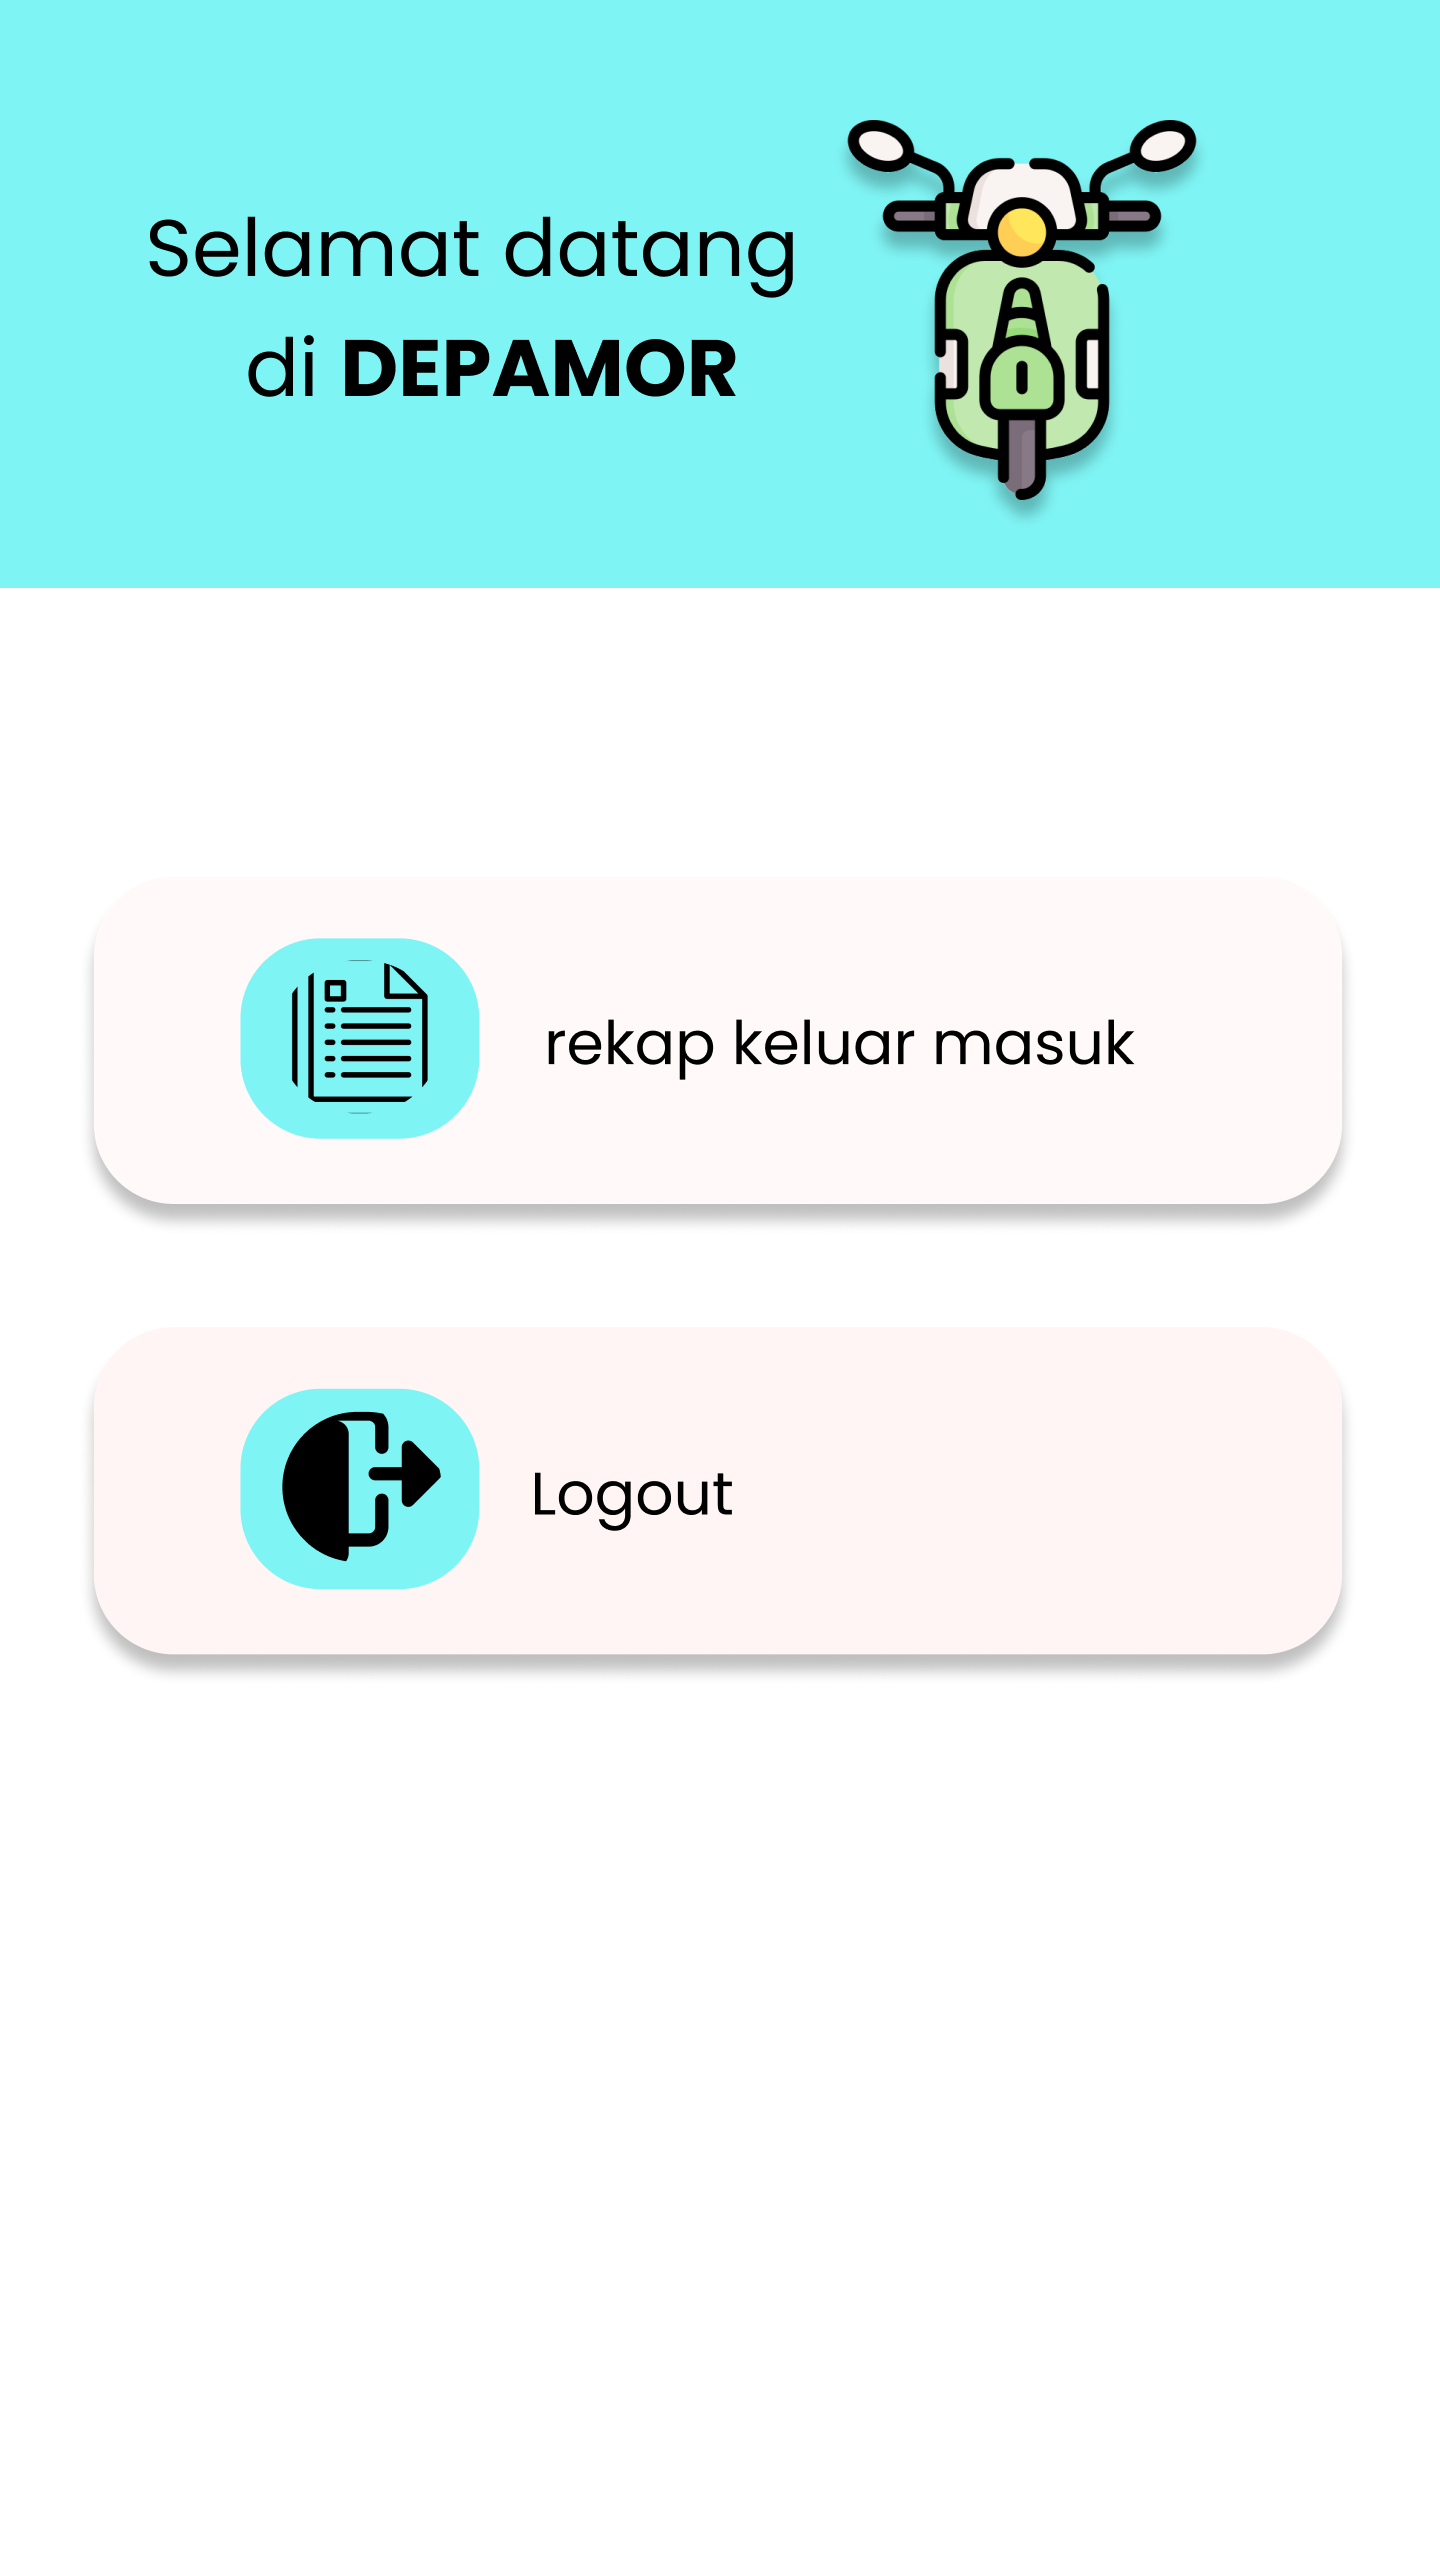 Selamat datang
di DEPAMOR
rekap keluar masuk
Logout